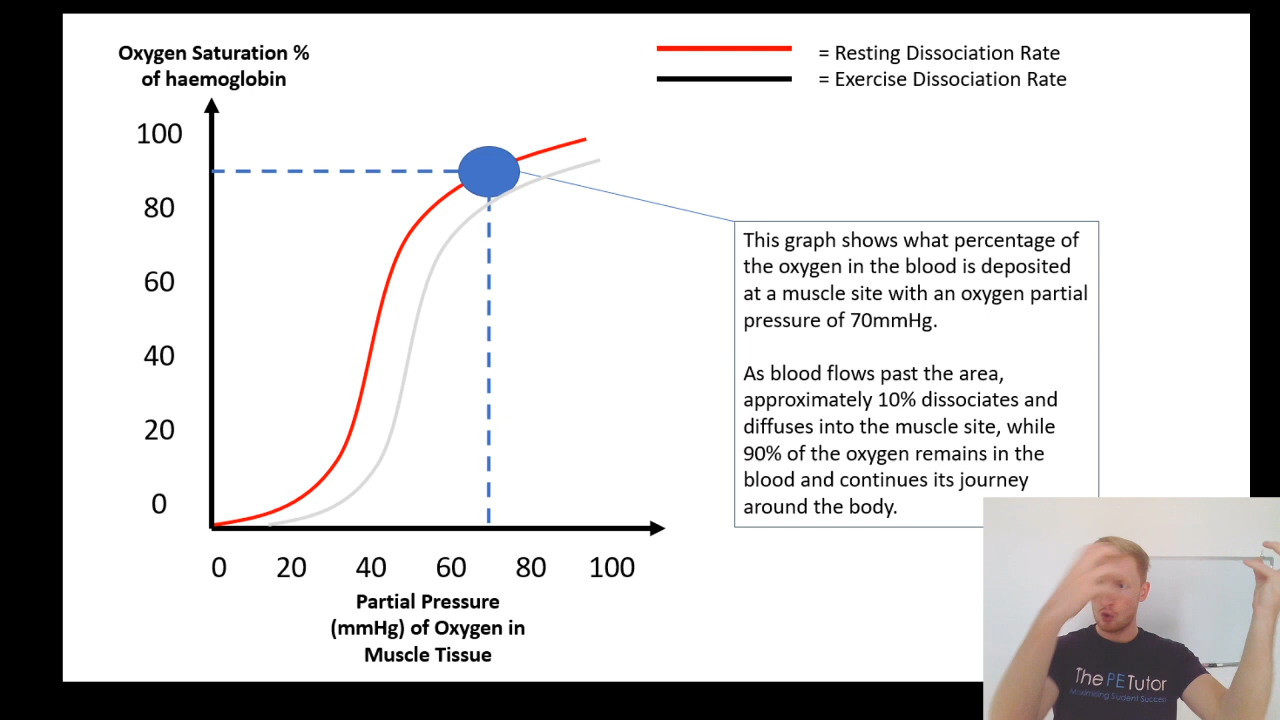 Oxygen Saturation %
of haemoglobin
= Resting Dissociation Rate
= Exercise Dissociation Rate
100
80
60
40
20
0
0 20 40 60 80 100
Partial Pressure
(mmHg) of Oxygen in
Muscle Tissue
This graph shows what percentage of
the oxygen in the blood is deposited
at a muscle site with an oxygen partial
pressure of 70mmHg.
As blood flows past the area,
approximately 10% dissociates and
diffuses into the muscle site, while
90% of the oxygen remains in the
blood and continues its journey
around the body.
The PE Tutor
Maximising Student Success